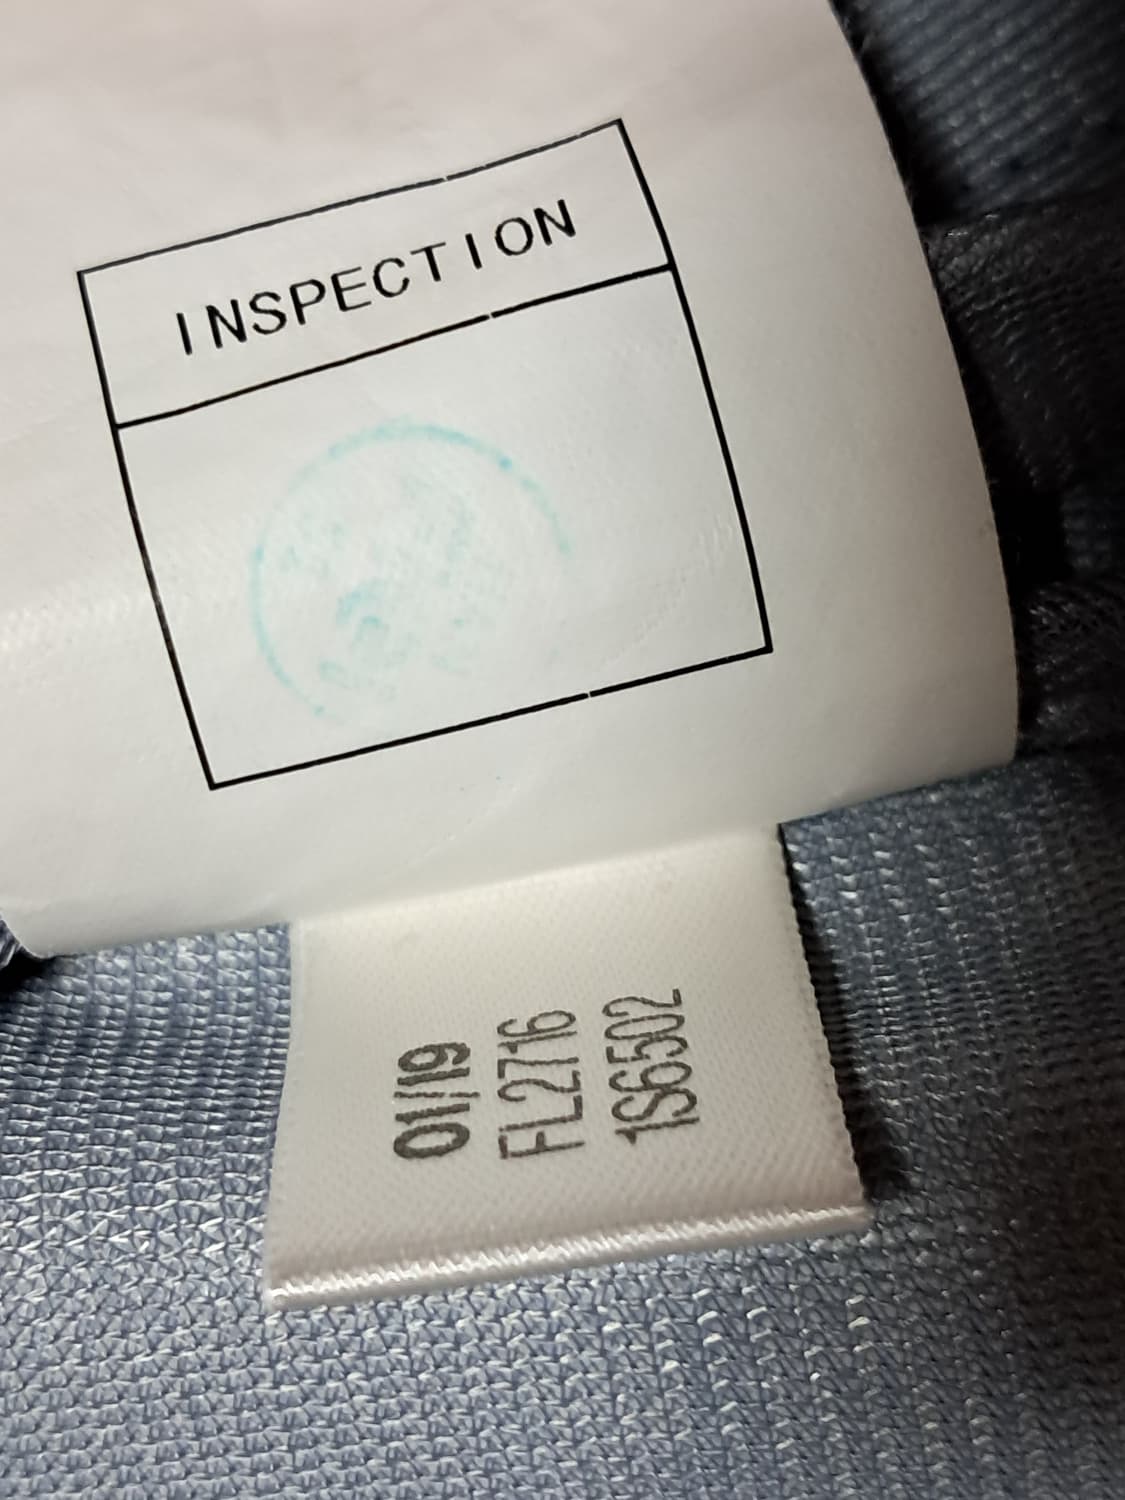 INSPECTION
01/19
FL2716
1S6502